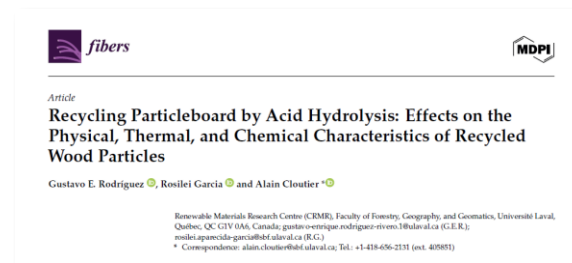 fibers
MDPI
Article
Recycling Particleboard by Acid Hydrolysis: Effects on the
Physical, Thermal, and Chemical Characteristics of Recycled
Wood Particles
Gustavo E. Rodríguez, Rosilei Garcia and Alain Cloutier *
Renewable Materials Research Centre (CRMR), Faculty of Forestry, Geography, and Geomatics, Université Laval,
Québec, QC G1V 0A6, Canada; gustavo-enrique.rodriguez-rivero.1@ulaval.ca (G.E.R.);
rosilei.aparecida-garcia@sbf.ulaval.ca (R.G.)
* Correspondence: alain.cloutier@sbf.ulaval.ca; Tel.: +1-418-656-2131 (ext. 405851)